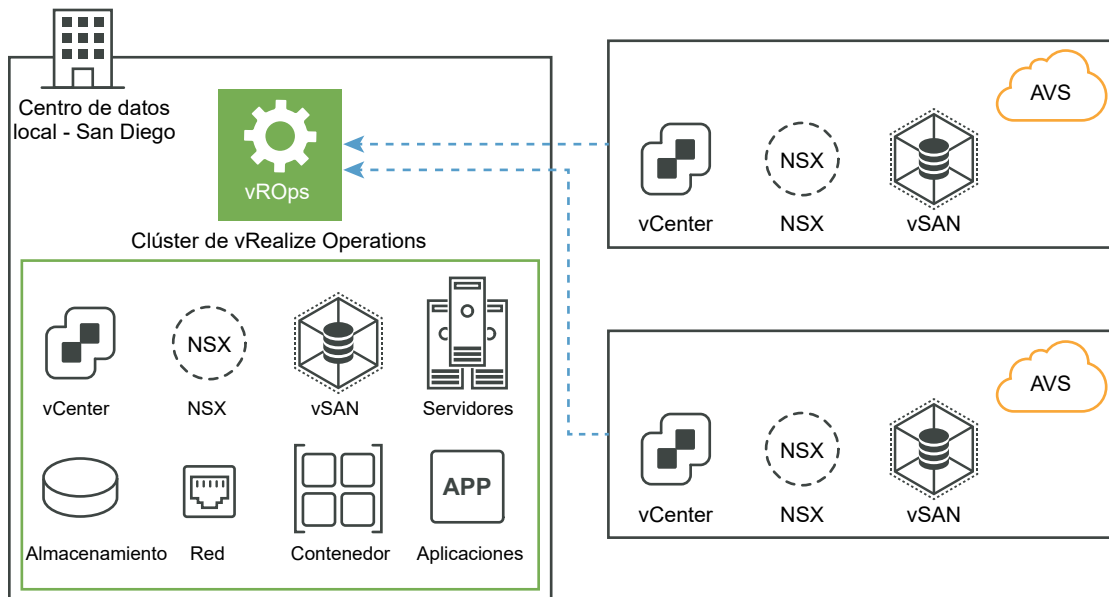 Centro de datos
local - San Diego
vROps
Clúster de vRealize Operations
NSX
vCenter
NSX
vSAN
Servidores
APP
Almacenamiento
Red
Contenedor
Aplicaciones
AVS
NSX
vCenter
NSX
vSAN
AVS
NSX
vCenter
NSX
vSAN